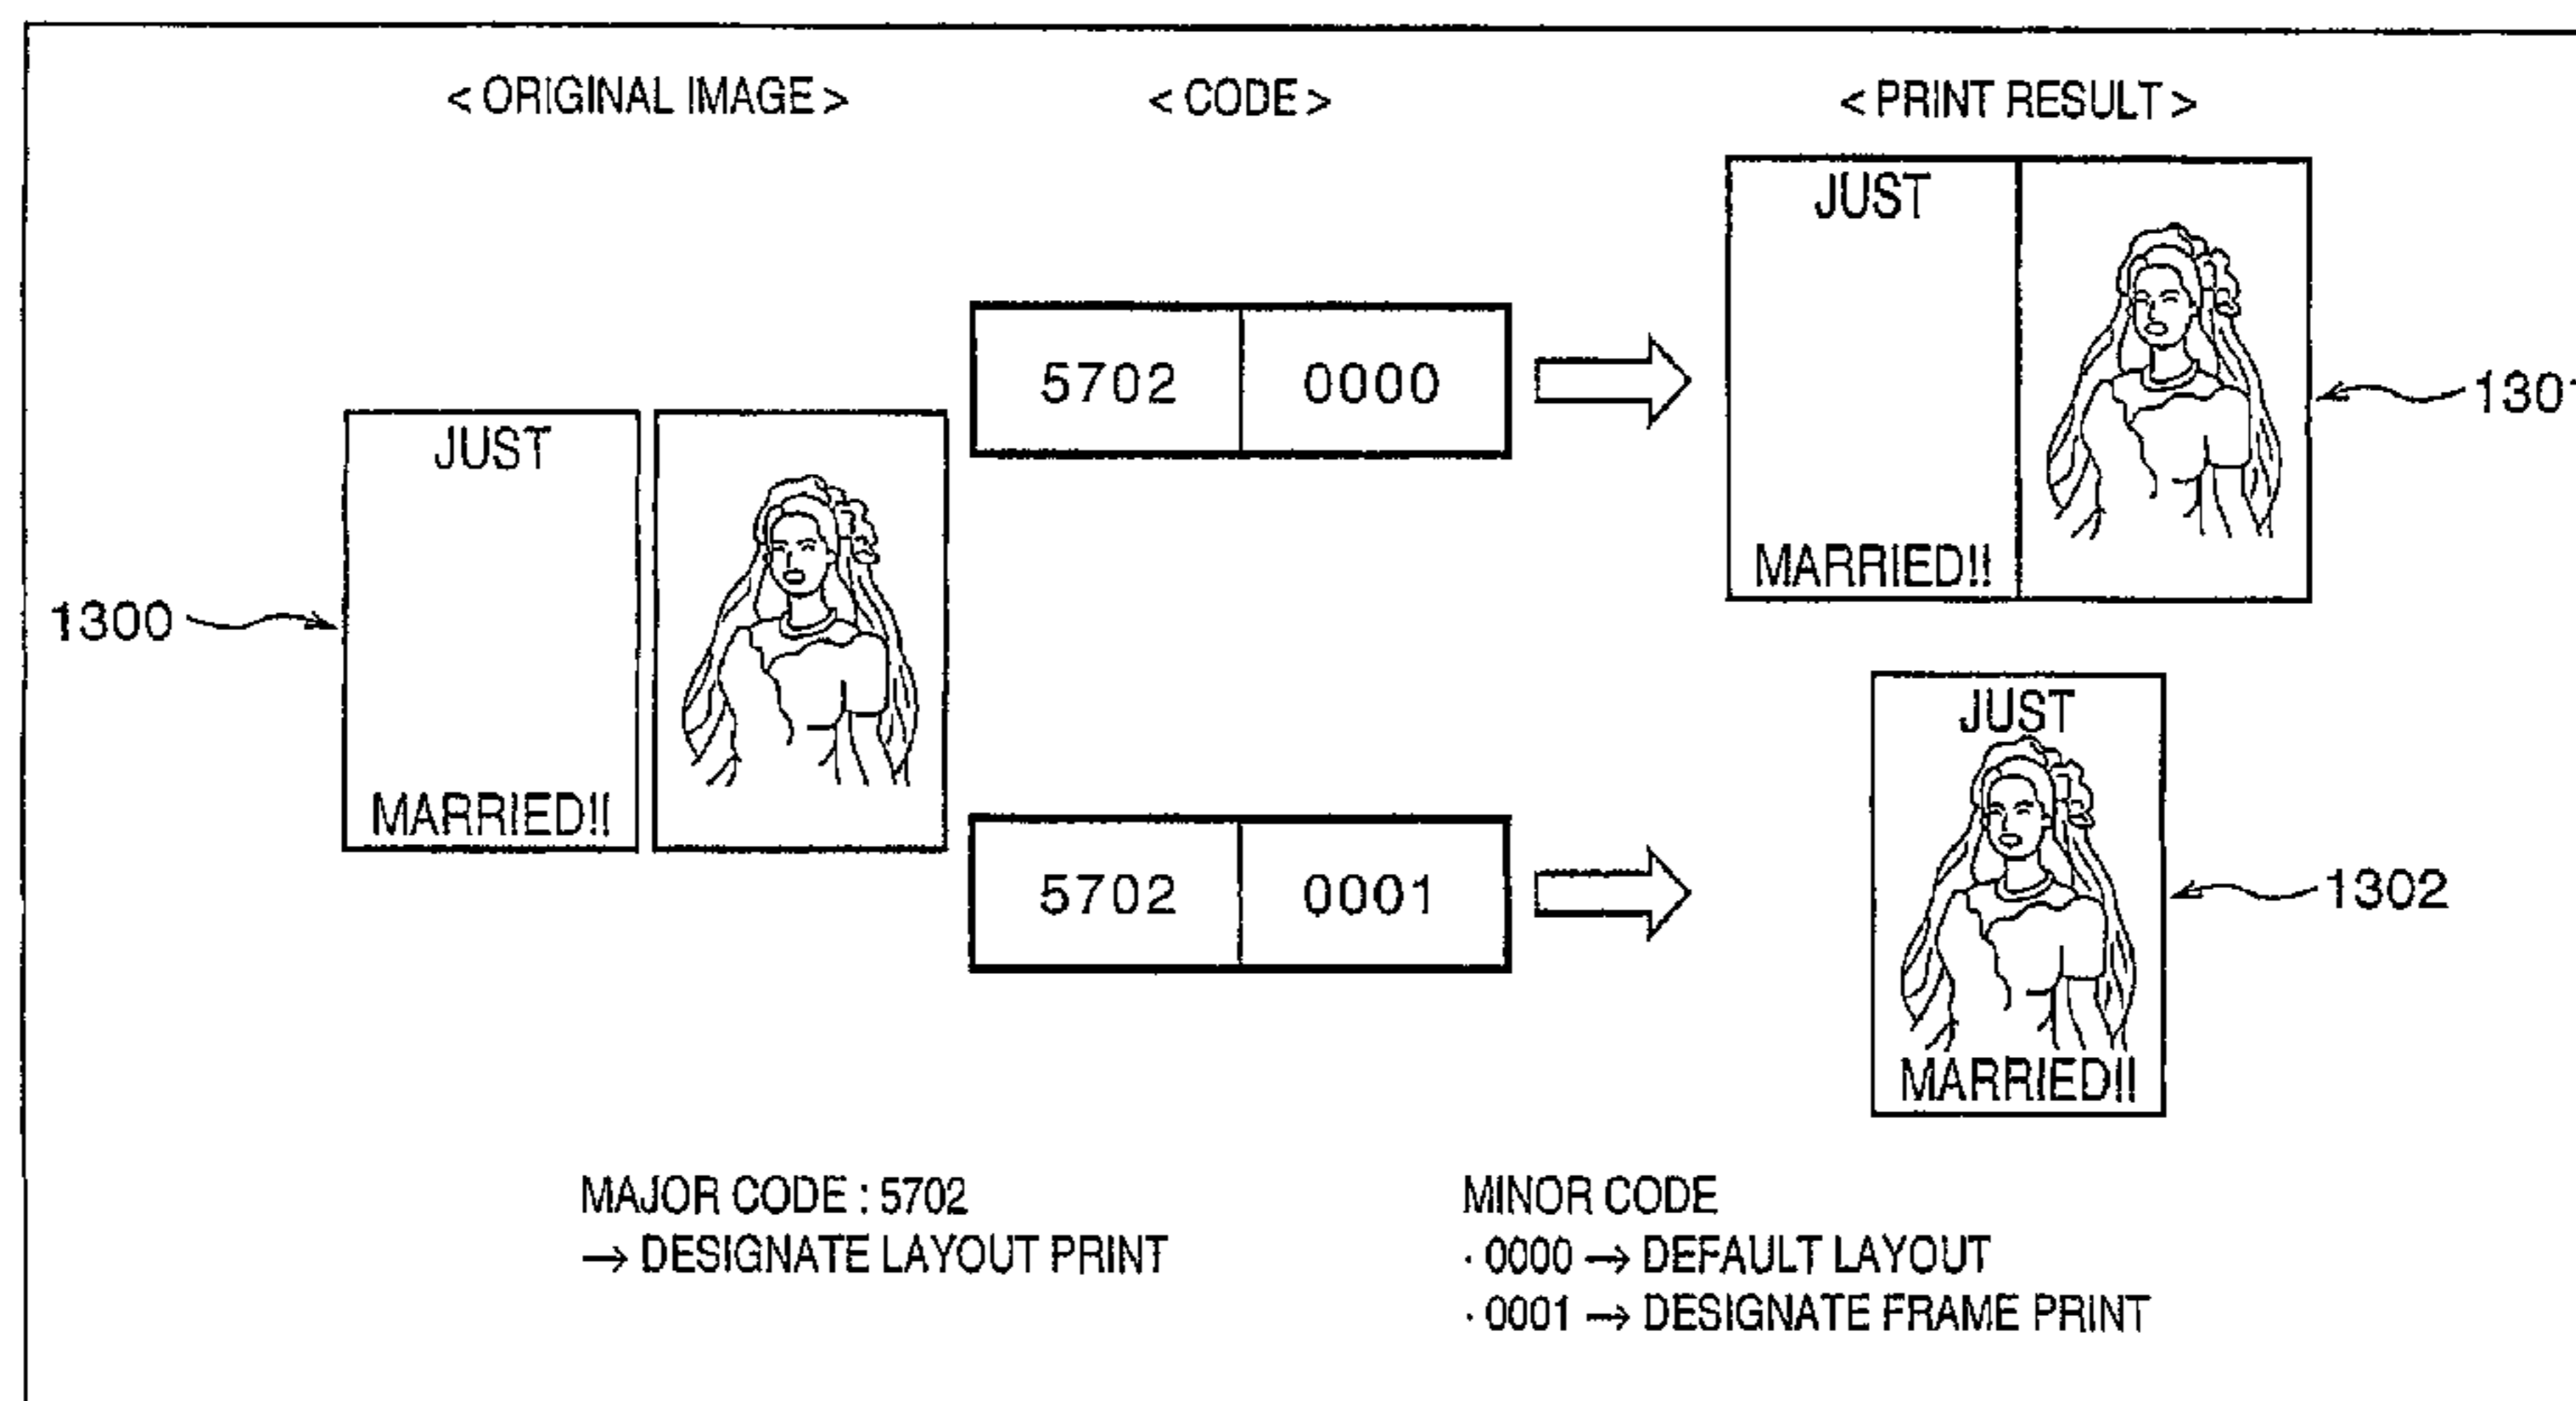 < ORIGINAL IMAGE >
< CODE >
< PRINT RESULT >
JUST
MARRIED!!
5702 0000
1301
JUST
MARRIED!!
1300
5702 0001
JUST
MARRIED!!
1302
MAJOR CODE : 5702
→ DESIGNATE LAYOUT PRINT
MINOR CODE
· 0000 → DEFAULT LAYOUT
· 0001 → DESIGNATE FRAME PRINT